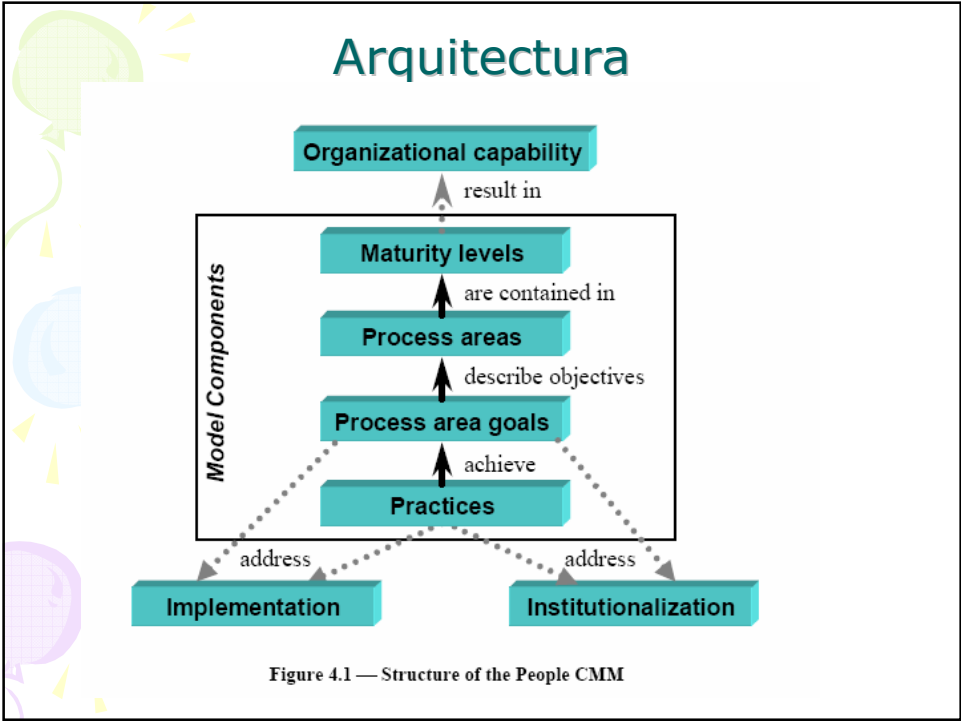 Arquitectura
Organizational capability
result in
Maturity levels
are contained in
Process areas
describe objectives
Process area goals
achieve
Practices
Model Components
address
address
Implementation
Institutionalization
Figure 4.1 — Structure of the People CMM